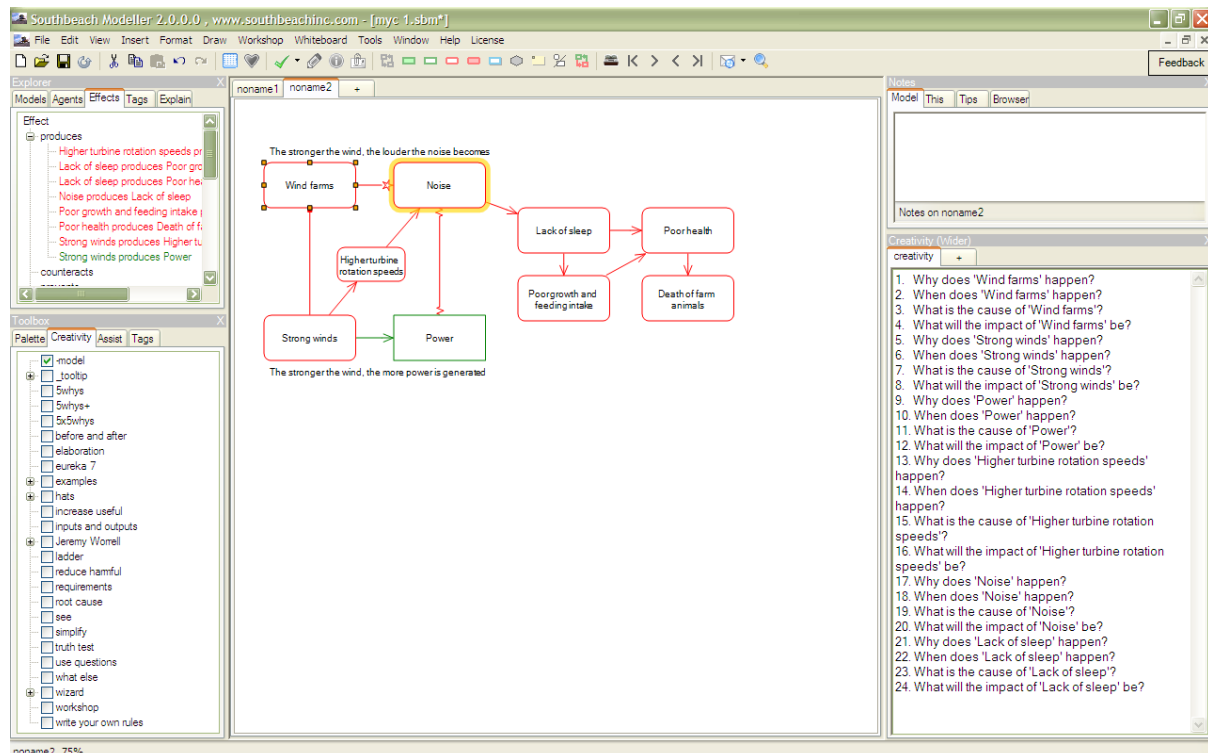 Southbeach Modeller 2.0.0.0 , www.southbeachinc.com - [myc 1.sbm*]
File Edit View Insert Format Draw Workshop Whiteboard Tools Window Help License
Feedback
Explorer X
Models Agents Effects Tags Explain
Effect
produces
Higher turbine rotation speeds pr
Lack of sleep produces Poor gro
Lack of sleep produces Poor hea
Noise produces Lack of sleep
Poor growth and feeding intake p
Poor health produces Death of fa
Strong winds produces Higher tu
Strong winds produces Power
counteracts
Toolbox X
Palette Creativity Assist Tags
-model
_tooltip
5whys
5whys+
5x5whys
before and after
elaboration
eureka 7
examples
hats
increase useful
inputs and outputs
Jeremy Worrell
ladder
reduce harmful
requirements
root cause
see
simplify
truth test
use questions
what else
wizard
workshop
write your own rules
noname1 noname2 +
The stronger the wind, the louder the noise becomes
Wind farms
Noise
Lack of sleep
Poor health
Higher turbine
rotation speeds
Poor growth and
feeding intake
Death of farm
animals
Strong winds
Power
The stronger the wind, the more power is generated
Notes
Model This Tips Browser
Notes on noname2
Creativity (Wider)
creativity +
1. Why does 'Wind farms' happen?
2. When does 'Wind farms' happen?
3. What is the cause of 'Wind farms'?
4. What will the impact of 'Wind farms' be?
5. Why does 'Strong winds' happen?
6. When does 'Strong winds' happen?
7. What is the cause of 'Strong winds'?
8. What will the impact of 'Strong winds' be?
9. Why does 'Power' happen?
10. When does 'Power' happen?
11. What is the cause of 'Power'?
12. What will the impact of 'Power' be?
13. Why does 'Higher turbine rotation speeds'
happen?
14. When does 'Higher turbine rotation speeds'
happen?
15. What is the cause of 'Higher turbine rotation
speeds'?
16. What will the impact of 'Higher turbine rotation
speeds' be?
17. Why does 'Noise' happen?
18. When does 'Noise' happen?
19. What is the cause of 'Noise'?
20. What will the impact of 'Noise' be?
21. Why does 'Lack of sleep' happen?
22. When does 'Lack of sleep' happen?
23. What is the cause of 'Lack of sleep'?
24. What will the impact of 'Lack of sleep' be?
noname2 75%